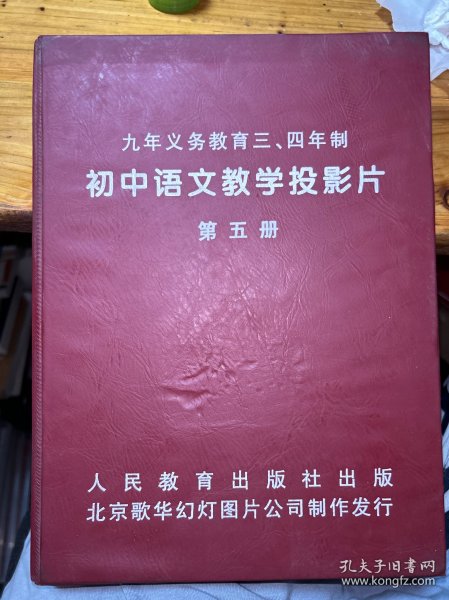 九年义务教育三、四年制
初中语文教学投影片
第五册
人民教育出版社出版
北京歌华幻灯图片公司制作发行
孔夫子旧书网
www.kongfz.com